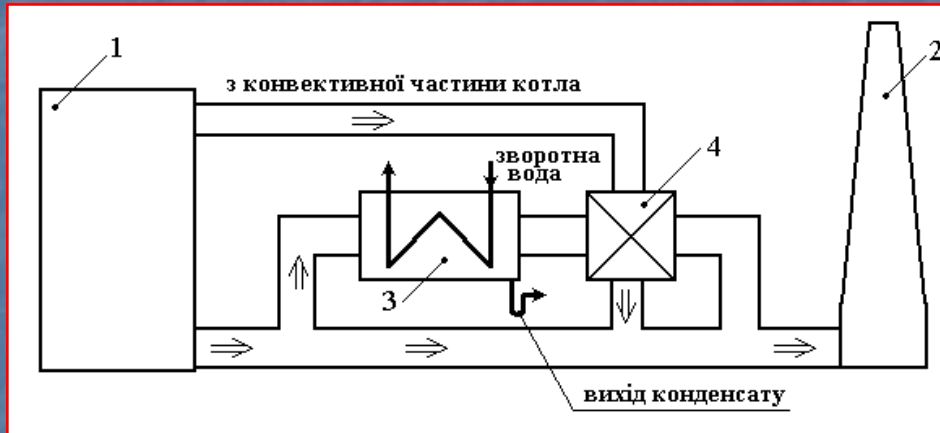 1
2
з конвективної частини котла
зворотна
вода
4
3
вихід конденсату